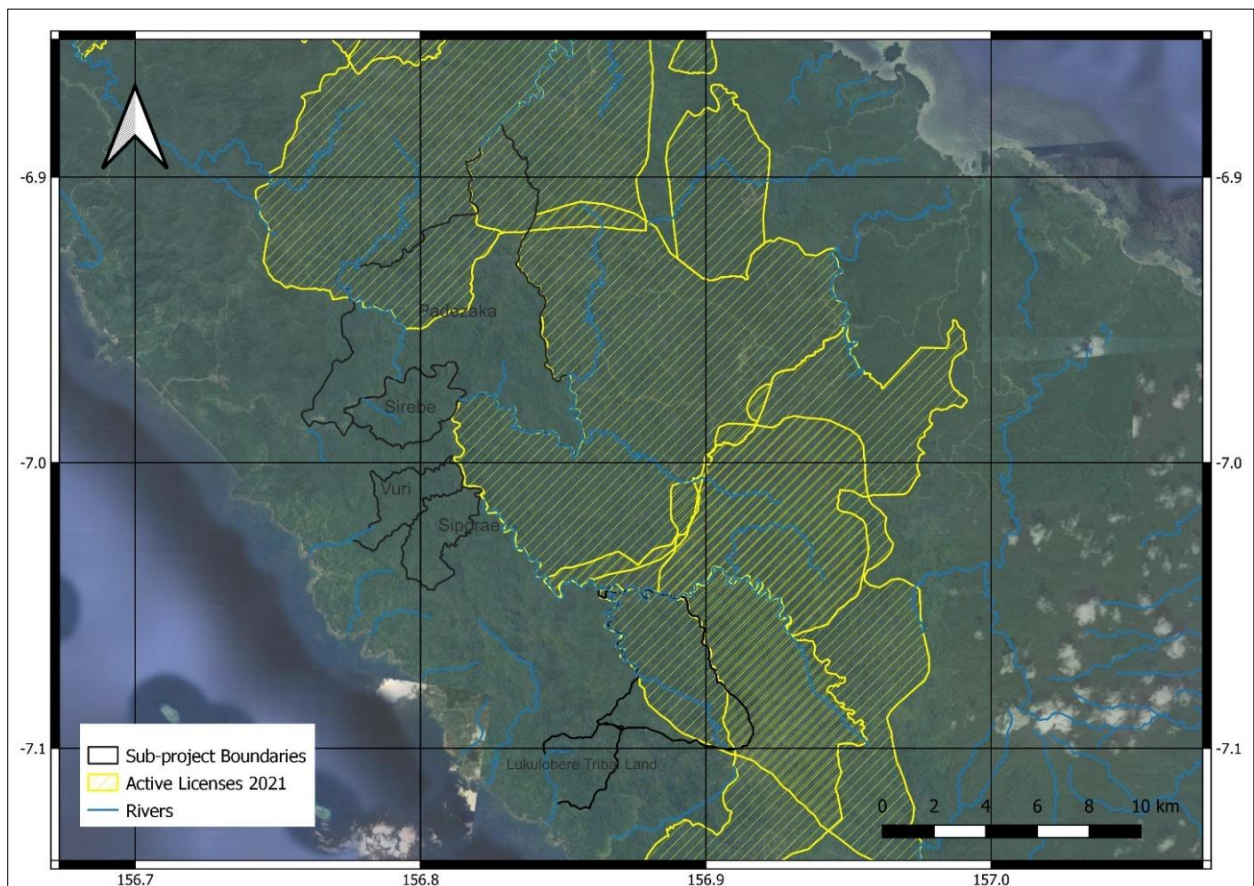 -6.9
-6.9
Padezaka
Sirebe
-7.0
-7.0
Vuri
Siporae
Sub-project Boundaries
Active Licenses 2021
Rivers
-7.1
-7.1
Lukulobere Tribal Land
0 2 4 6 8 10 km
156.7
156.8
156.9
157.0